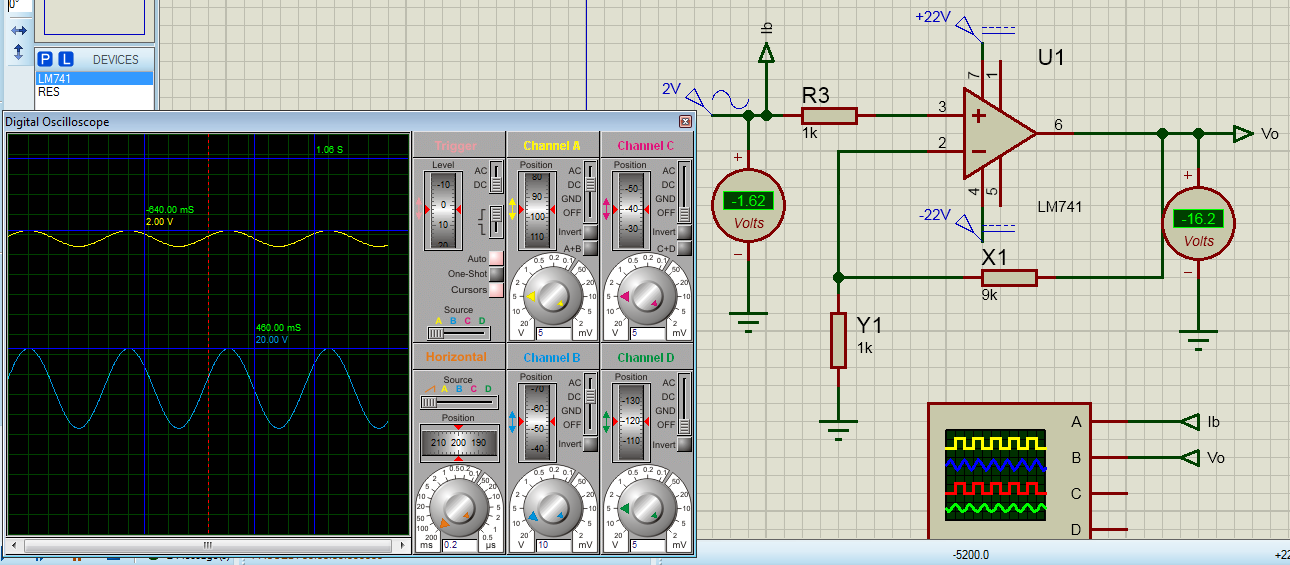 0°
P L DEVICES
LM741
RES
Digital Oscilloscope
1.06 S
-640.00 mS
2.00 V
460.00 mS
20.00 V
Trigger
Level
-10
0
10
20
AC
DC
Auto
One-Shot
Cursors
Source
A B C D
Channel A
Position
80
90
100
110
AC
DC
GND
OFF
Invert
A+B
V
5
mV
Channel C
Position
-50
-40
-30
AC
DC
GND
OFF
Invert
C+D
V
5
mV
Horizontal
Source
A B C D
Position
210 200 190
ms
0.2
µs
Channel B
Position
-70
-60
-50
-40
AC
DC
GND
OFF
Invert
V
10
mV
Channel D
Position
-130
-120
-110
AC
DC
GND
OFF
Invert
V
5
mV
Ib
2V
R3
1k
+
-1.62
Volts
−
+22V
U1
7
1
3
2
6
4
5
+
−
LM741
-22V
Vo
+
-16.2
Volts
−
X1
9k
Y1
1k
A
Ib
B
Vo
C
D
-5200.0
+22